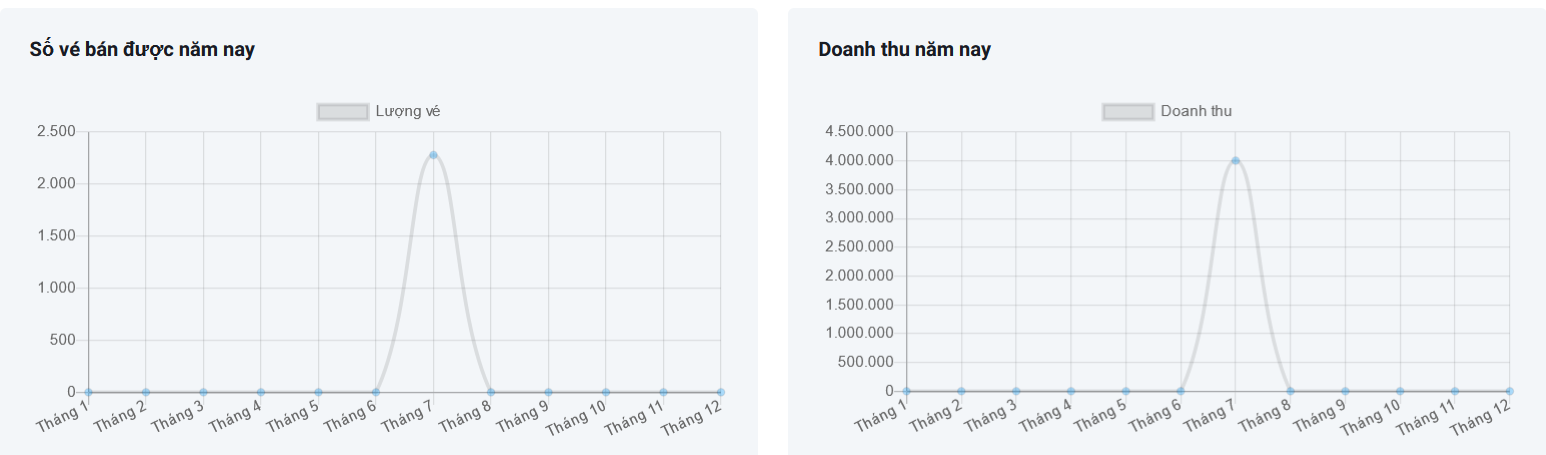 Số vé bán được năm nay
Lượng vé
2.500
2.000
1.500
1.000
500
0
Tháng 1
Tháng 2
Tháng 3
Tháng 4
Tháng 5
Tháng 6
Tháng 7
Tháng 8
Tháng 9
Tháng 10
Tháng 11
Tháng 12
Doanh thu năm nay
Doanh thu
4.500.000
4.000.000
3.500.000
3.000.000
2.500.000
2.000.000
1.500.000
1.000.000
500.000
0
Tháng 1
Tháng 2
Tháng 3
Tháng 4
Tháng 5
Tháng 6
Tháng 7
Tháng 8
Tháng 9
Tháng 10
Tháng 11
Tháng 12